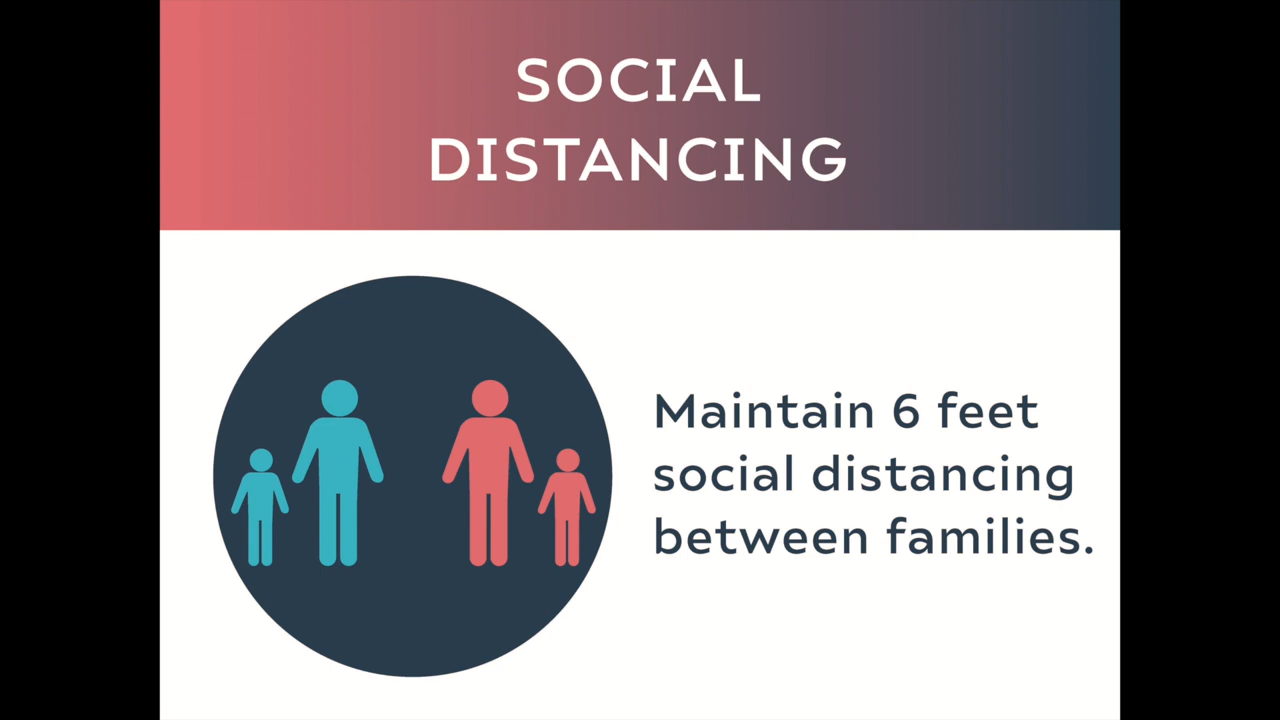 SOCIAL
DISTANCING
Maintain 6 feet
social distancing
between families.